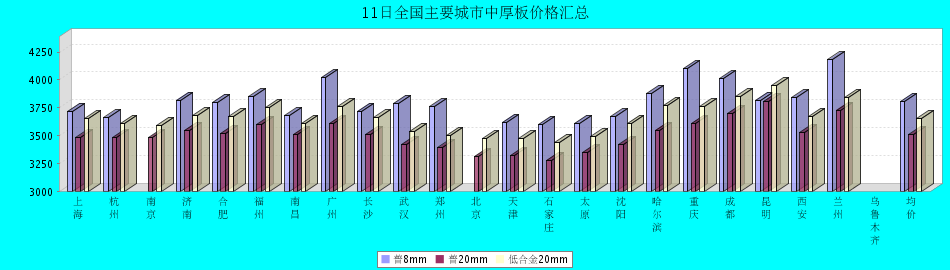 11日全国主要城市中厚板价格汇总
4250
4000
3750
3500
3250
3000
上海
杭州
南京
济南
合肥
福州
南昌
广州
长沙
武汉
郑州
北京
天津
石家庄
太原
沈阳
哈尔滨
重庆
成都
昆明
西安
兰州
乌鲁木齐
均价
普8mm 普20mm 低合金20mm